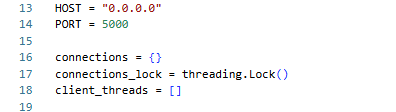 13 HOST = "0.0.0.0"
14 PORT = 5000
15
16 connections = {}
17 connections_lock = threading.Lock()
18 client_threads = []
19